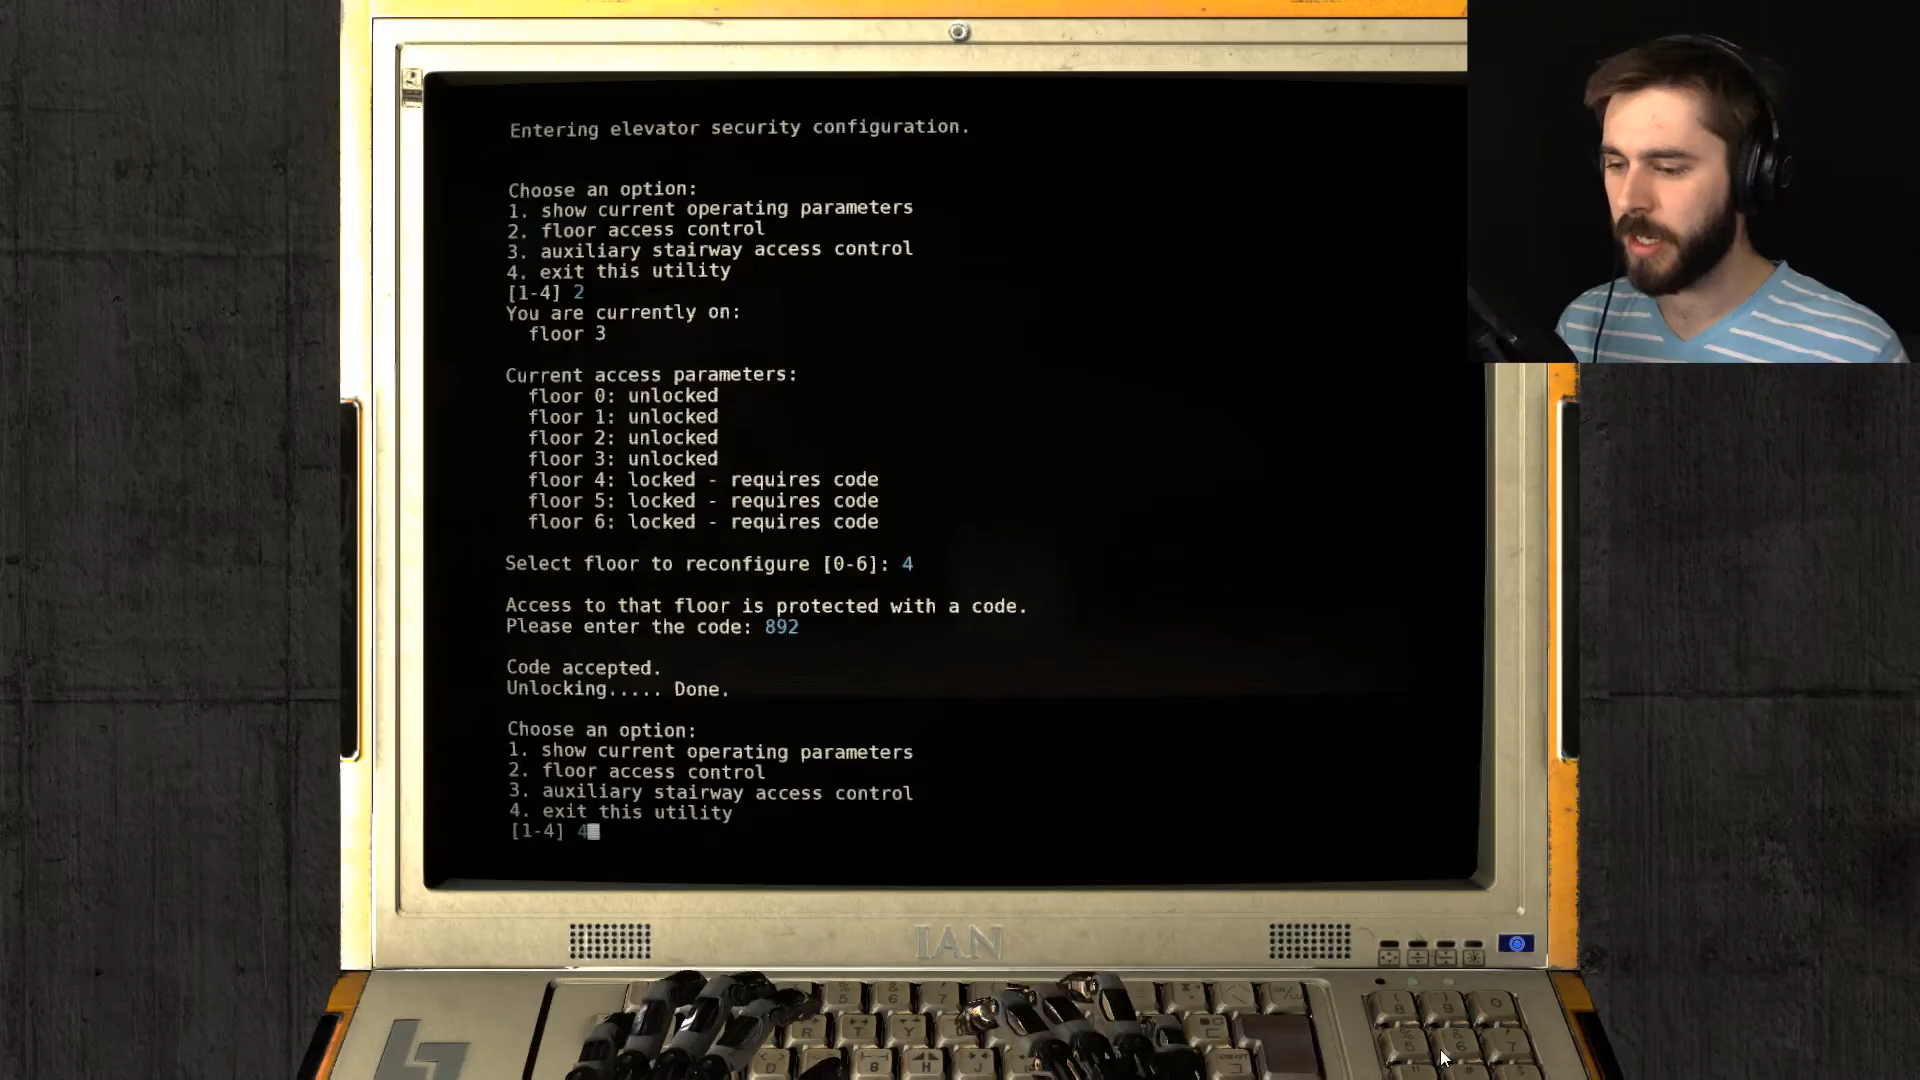 Entering elevator security configuration.
Choose an option:
1. show current operating parameters
2. floor access control
3. auxiliary stairway access control
4. exit this utility
[1-4] 2
You are currently on:
floor 3
Current access parameters:
floor 0: unlocked
floor 1: unlocked
floor 2: unlocked
floor 3: unlocked
floor 4: locked - requires code
floor 5: locked - requires code
floor 6: locked - requires code
Select floor to reconfigure [0-6]: 4
Access to that floor is protected with a code.
Please enter the code: 892
Code accepted.
Unlocking..... Done.
Choose an option:
1. show current operating parameters
2. floor access control
3. auxiliary stairway access control
4. exit this utility
[1-4] 4
IAN